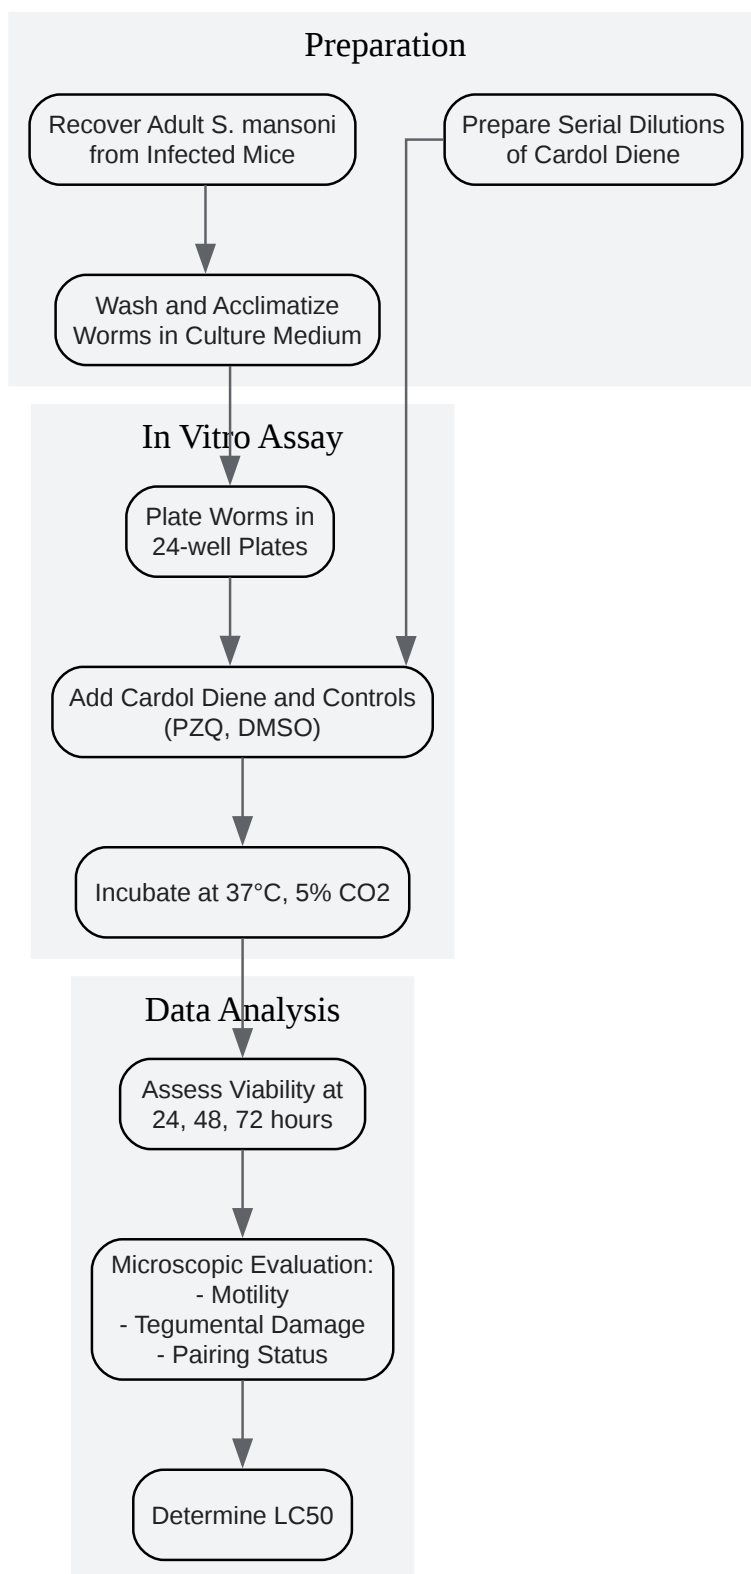 Preparation
Recover Adult S. mansoni
from Infected Mice
Prepare Serial Dilutions
of Cardol Diene
Wash and Acclimatize
Worms in Culture Medium
In Vitro Assay
Plate Worms in
24-well Plates
Add Cardol Diene and Controls
(PZQ, DMSO)
Incubate at 37°C, 5% CO2
Data Analysis
Assess Viability at
24, 48, 72 hours
Microscopic Evaluation:
- Motility
- Tegumental Damage
- Pairing Status
Determine LC50